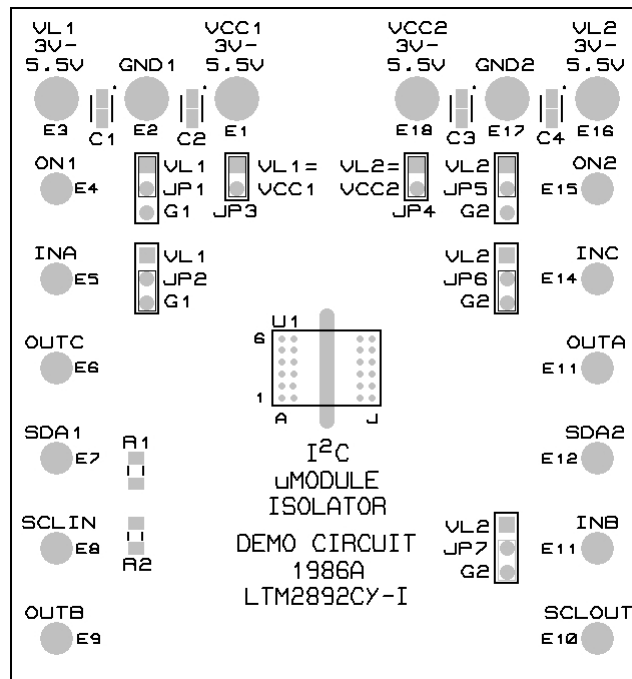 VL1 VCC1 VCC2 VL2
3V- 3V- 3V- 3V-
5.5V GND1 5.5V 5.5V GND2 5.5V
E3 C1 E2 C2 E1 E18 C3 E17 C4 E16
ON1 VL1 VL1= VL2= VL2 ON2
E4 JP1 VCC1 VCC2 JP5 E15
G1 JP3 JP4 G2
INA VL1 VL2 INC
E5 JP2 JP6 E14
G1 G2
U1
OUTC 6 OUTA
E6 E11
1
A J
SDA1 R1 SDA2
E7 I²C E12
uMODULE
ISOLATOR
SCLIN VL2 INB
E8 DEMO CIRCUIT JP7 E11
R2 1986A G2
LTM2892CY-I
OUTB SCLOUT
E9 E10